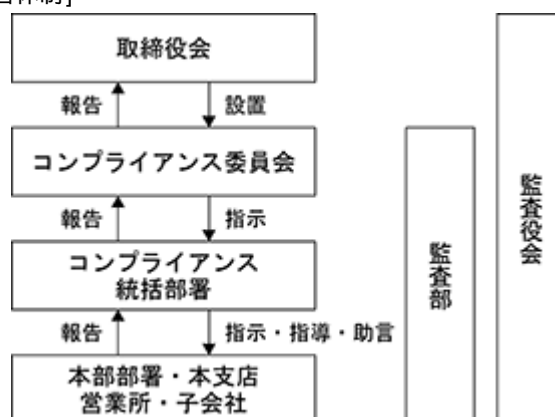 取締役会
報告 設置
コンプライアンス委員会
報告 指示
コンプライアンス
統括部署
報告 指示・指導・助言
本部部署・本支店
営業所・子会社
監査部
監査役会